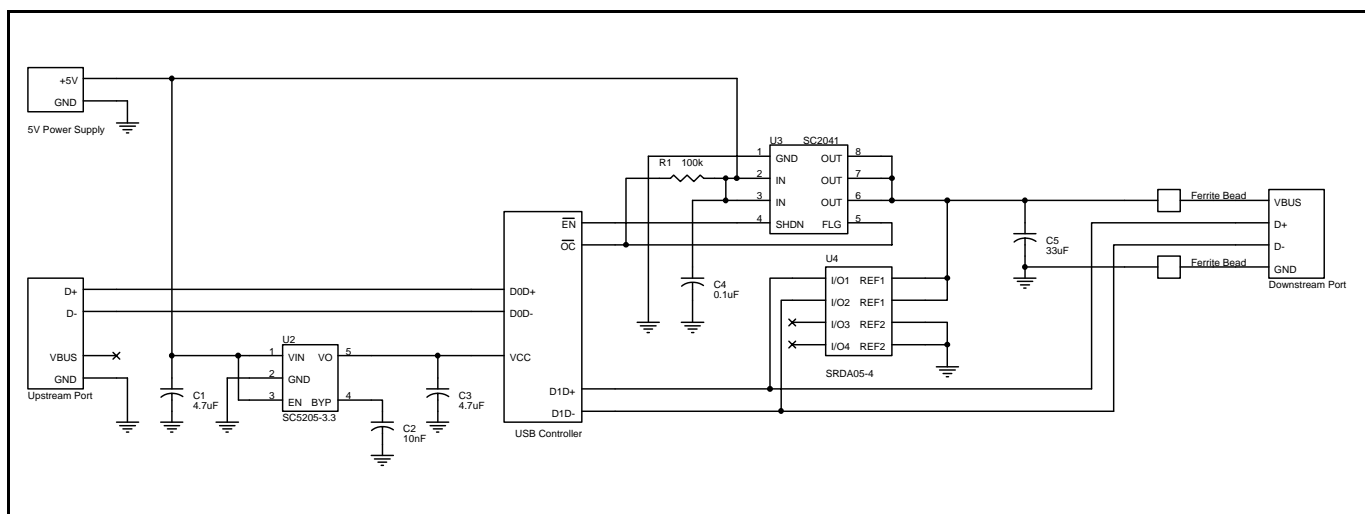 +5V
GND
5V Power Supply
U3 SC2041
R1 100k
1 GND OUT 8
2 IN OUT 7
3 IN OUT 6
4 SHDN FLG 5
EN
OC
C4
0.1uF
U4
I/O1 REF1
I/O2 REF1
I/O3 REF2
I/O4 REF2
SRDA05-4
C5
33uF
Ferrite Bead
Ferrite Bead
VBUS
D+
D-
GND
Downstream Port
D+
D-
VBUS
GND
Upstream Port
C1
4.7uF
U2
1 VIN VO 5
2 GND
3 EN BYP 4
SC5205-3.3
C2
10nF
C3
4.7uF
D0D+
D0D-
VCC
D1D+
D1D-
USB Controller